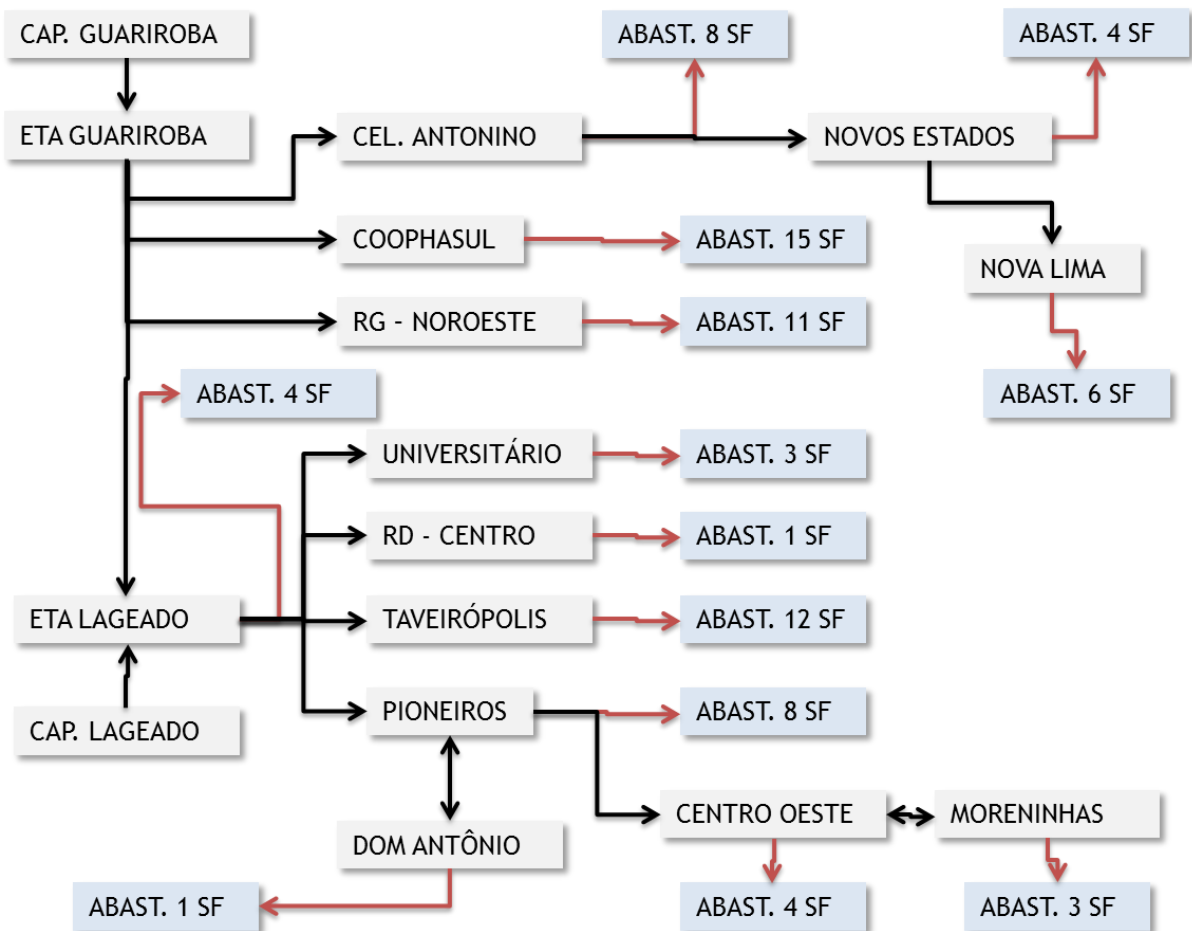 CAP. GUARIROBA
ABAST. 8 SF
ABAST. 4 SF
ETA GUARIROBA
CEL. ANTONINO
NOVOS ESTADOS
COOPHASUL
ABAST. 15 SF
NOVA LIMA
RG - NOROESTE
ABAST. 11 SF
ABAST. 4 SF
ABAST. 6 SF
UNIVERSITÁRIO
ABAST. 3 SF
RD - CENTRO
ABAST. 1 SF
ETA LAGEADO
TAVEIRÓPOLIS
ABAST. 12 SF
PIONEIROS
ABAST. 8 SF
CAP. LAGEADO
CENTRO OESTE
MORENINHAS
DOM ANTÔNIO
ABAST. 1 SF
ABAST. 4 SF
ABAST. 3 SF